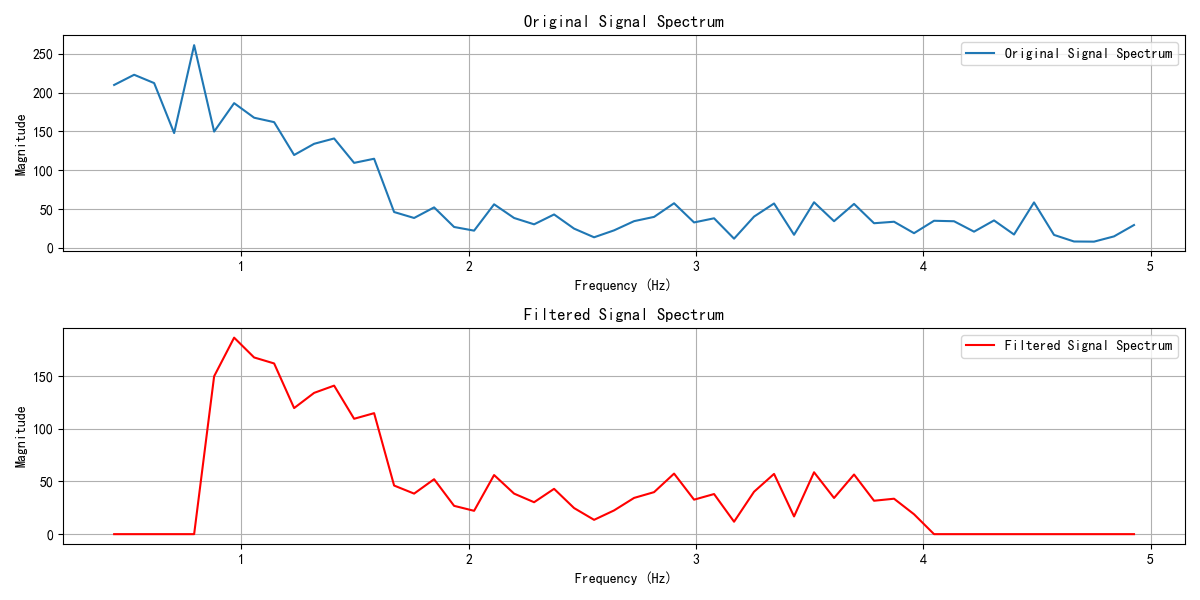 Original Signal Spectrum
Original Signal Spectrum
Magnitude
250
200
150
100
50
0
1
2
3
4
5
Frequency (Hz)
Filtered Signal Spectrum
Filtered Signal Spectrum
Magnitude
150
100
50
0
1
2
3
4
5
Frequency (Hz)